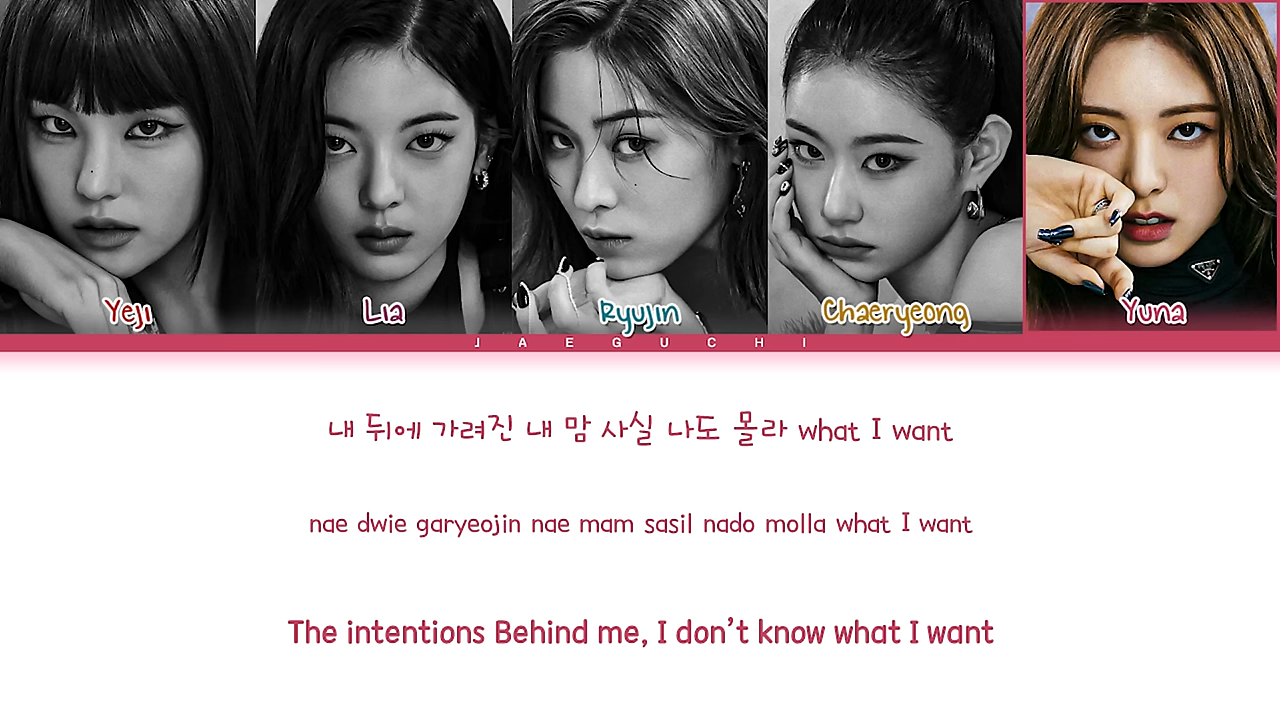 Yeji
Lia
Ryujin
Chaeryeong
Yuna
JAEGUCHI
내 뒤에 가려진 내 맘 사실 나도 몰라 what I want
nae dwie garyeojin nae mam sasil nado molla what I want
The intentions Behind me, I don’t know what I want